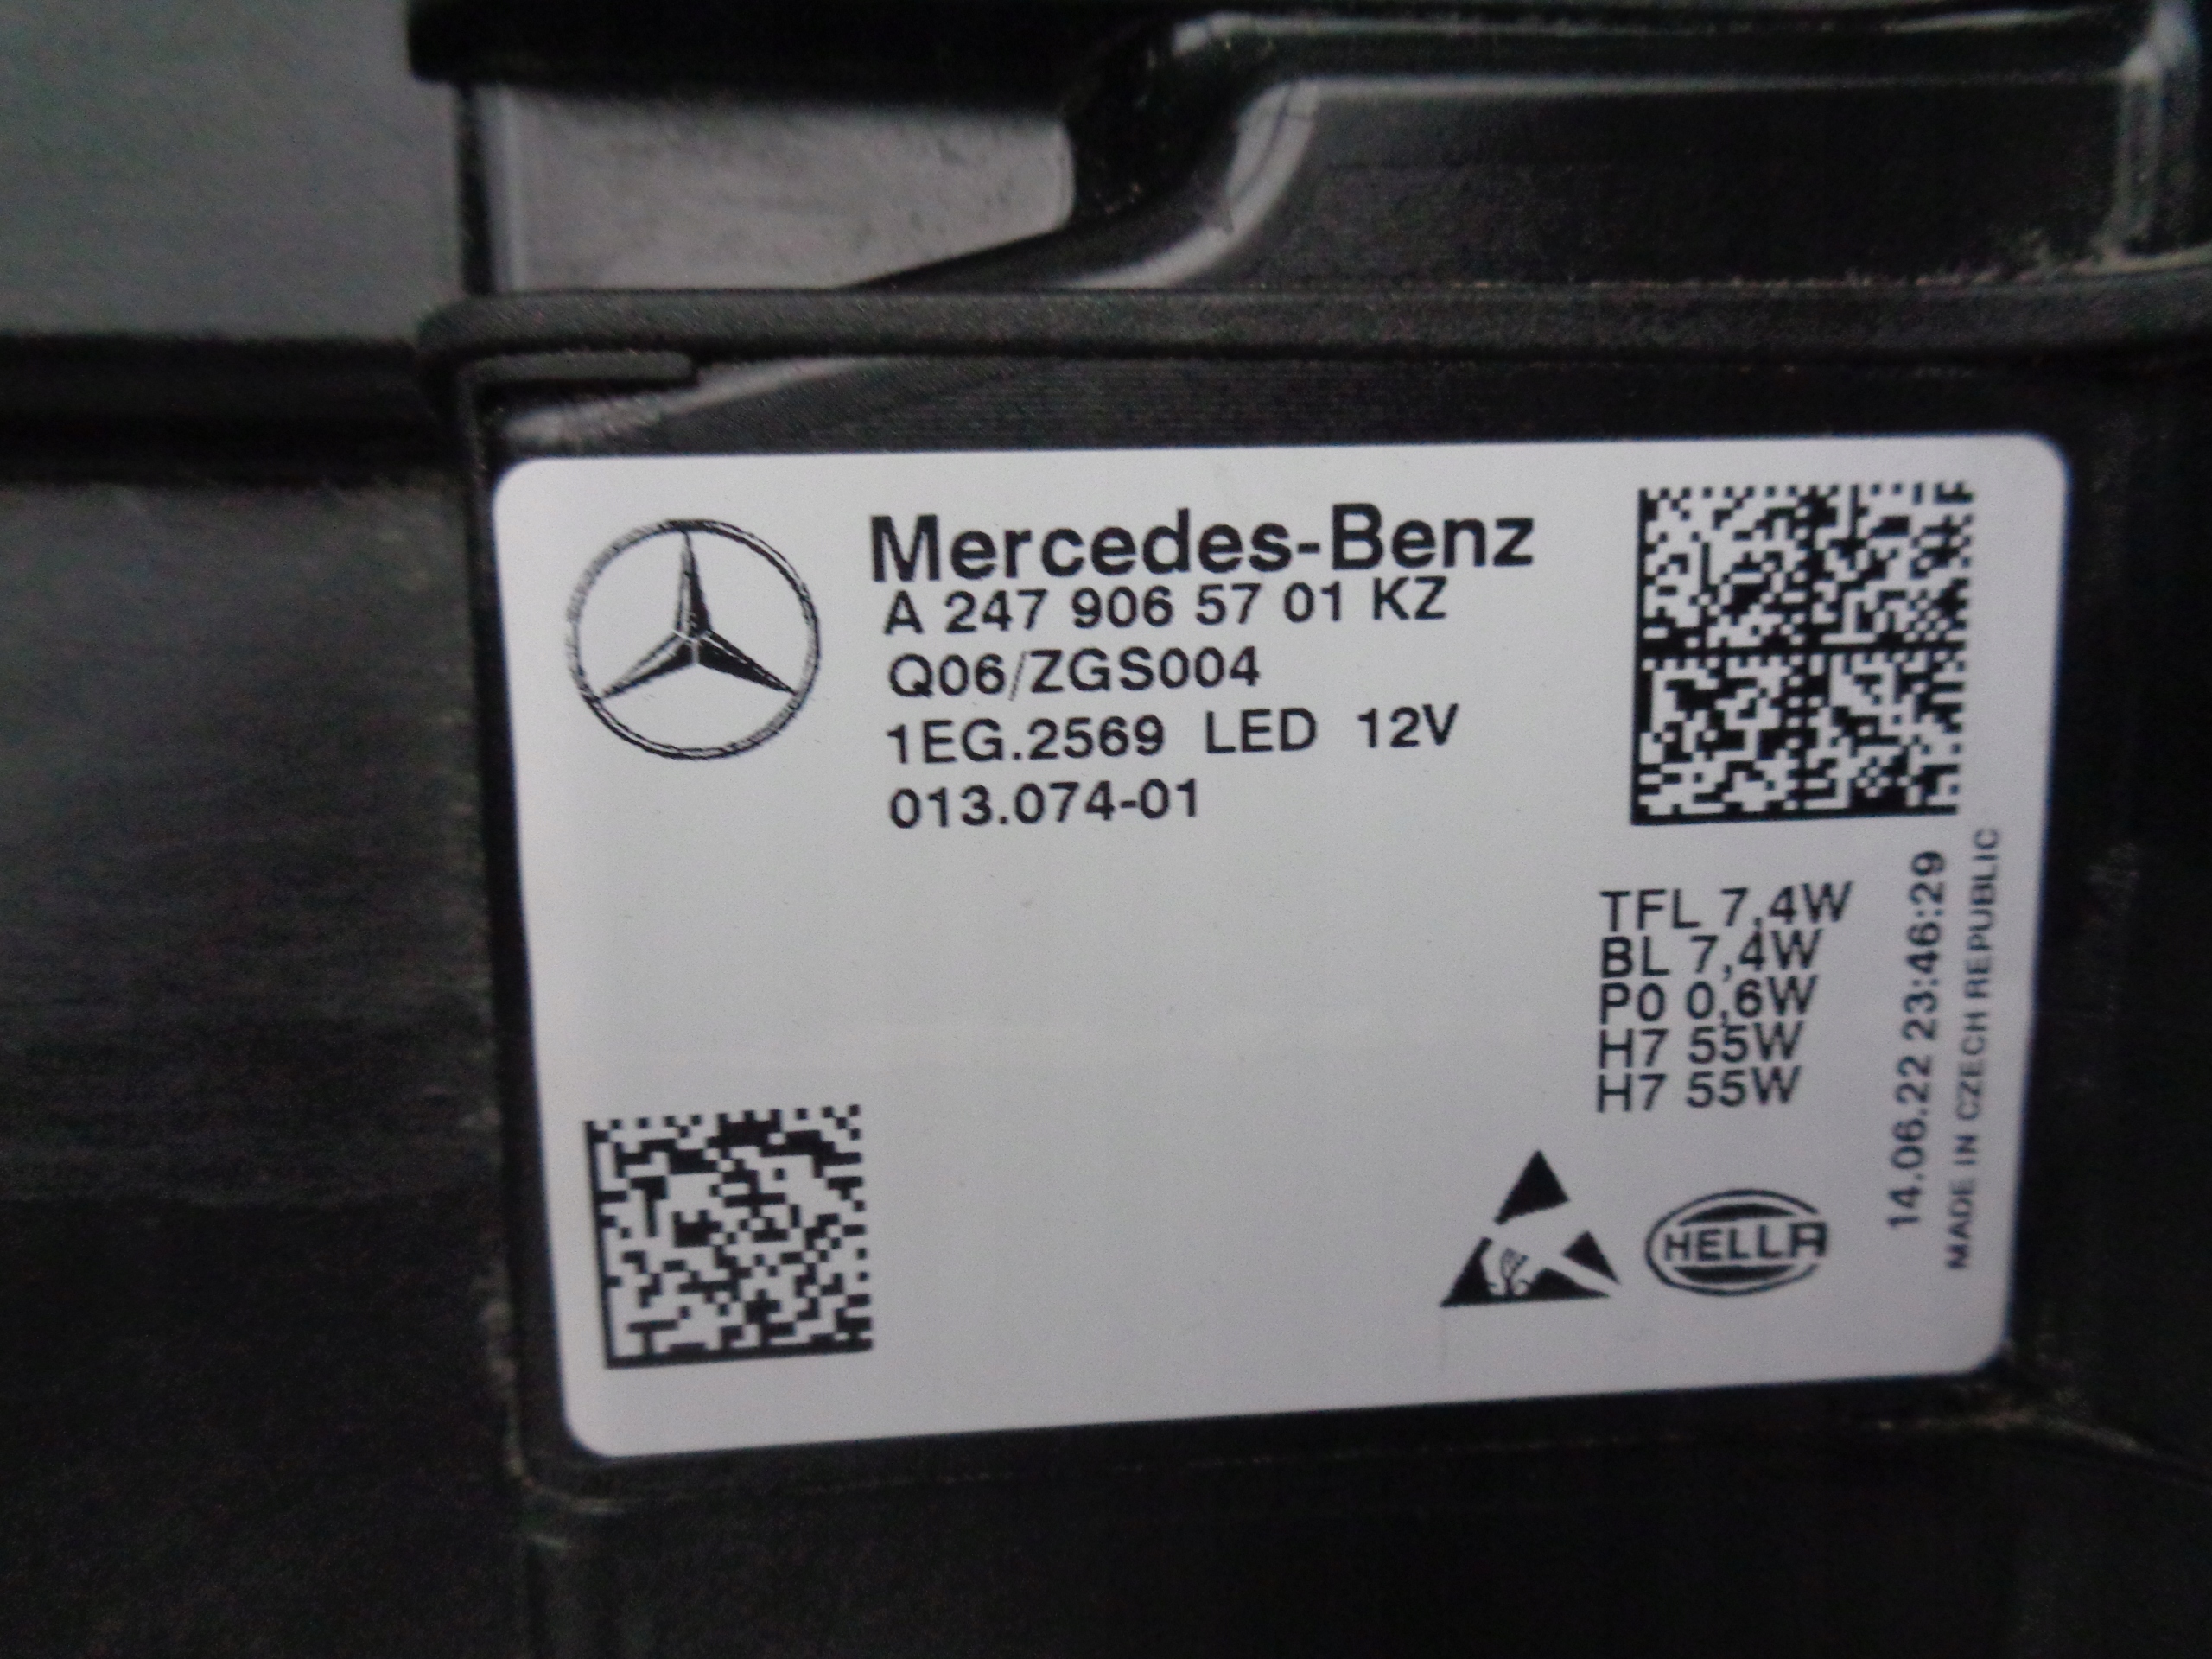 Mercedes-Benz
A 247 906 57 01 KZ
Q06/ZGS004
1EG.2569 LED 12V
013.074-01
TFL 7,4W
BL 7,4W
PO 0,6W
H7 55W
H7 55W
14.06.22 23:46:29
MADE IN CZECH REPUBLIC
HELLA